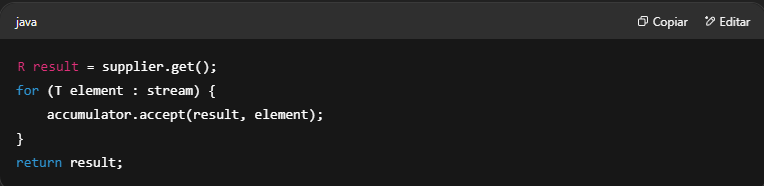 java
Copiar
Editar
R result = supplier.get();
for (T element : stream) {
    accumulator.accept(result, element);
}
return result;